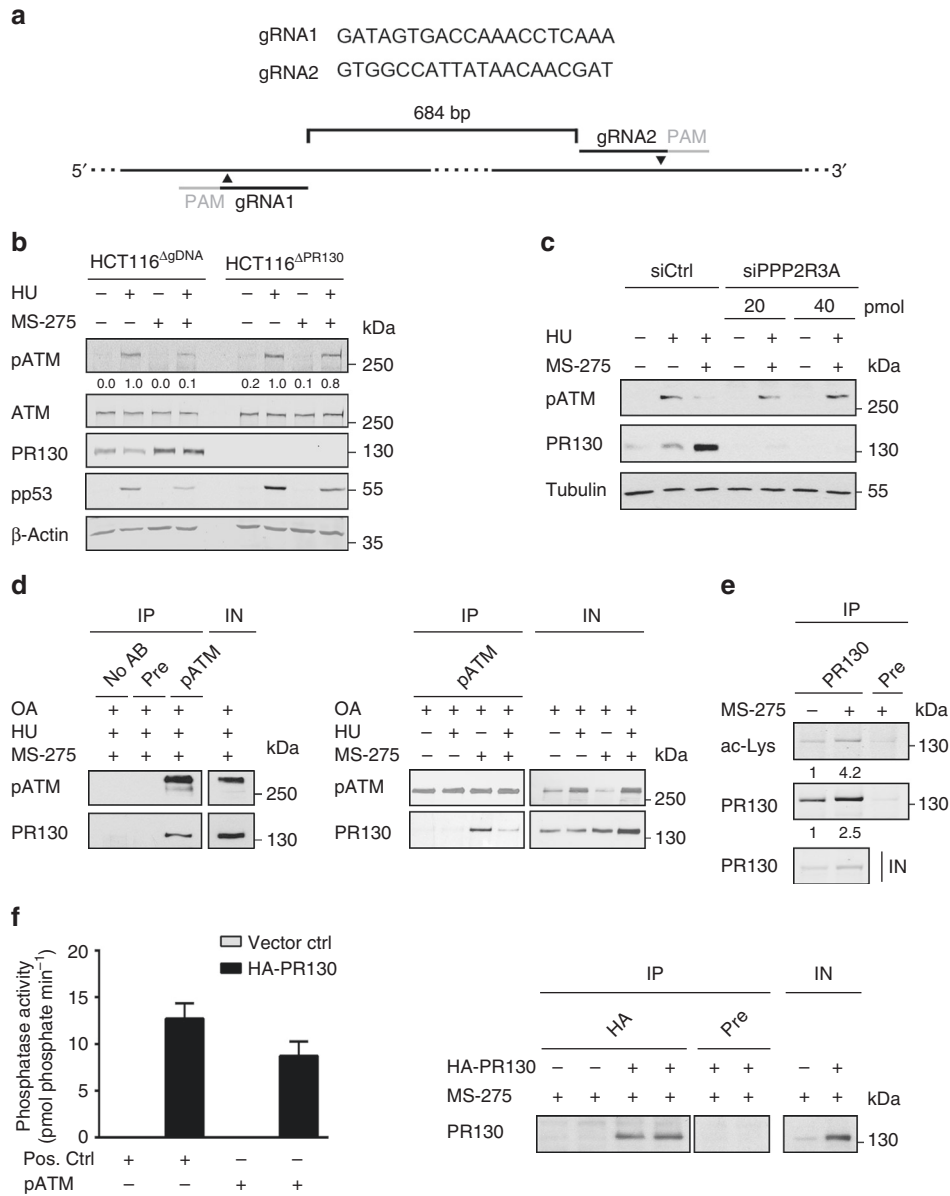 a
gRNA1 GATAGTGACCAAACCTCAAA
gRNA2 GTGGCCATTATAACAACGAT
684 bp
gRNA2 PAM
5′ 3′
PAM gRNA1
b
HCT116ΔgDNA HCT116ΔPR130
HU – + – + – + – +
MS-275 – – + + – – + + kDa
pATM 250
0.0 1.0 0.0 0.1 0.2 1.0 0.1 0.8
ATM 250
PR130 130
pp53 55
β-Actin 35
c
siCtrl siPPP2R3A
20 40 pmol
HU – + + – + – +
MS-275 – – + – + – + kDa
pATM 250
PR130 130
Tubulin 55
d
IP IN
No AB Pre pATM
OA + + + +
HU + + + +
MS-275 + + + + kDa
pATM 250
PR130 130
IP IN
pATM
OA + + + + + + + +
HU – + – + – + – +
MS-275 – – + + – – + + kDa
pATM 250
PR130 130
e
IP
PR130 Pre
MS-275 – + + kDa
ac-Lys 130
1 4.2
PR130 130
1 2.5
PR130 IN
f
Vector ctrl
HA-PR130
Phosphatase activity
(pmol phosphate min−1)
20
15
10
5
0
Pos. Ctrl + + – –
pATM – – + +
IP IN
HA Pre
HA-PR130 – – + + + + – +
MS-275 + + + + + + + + kDa
PR130 130